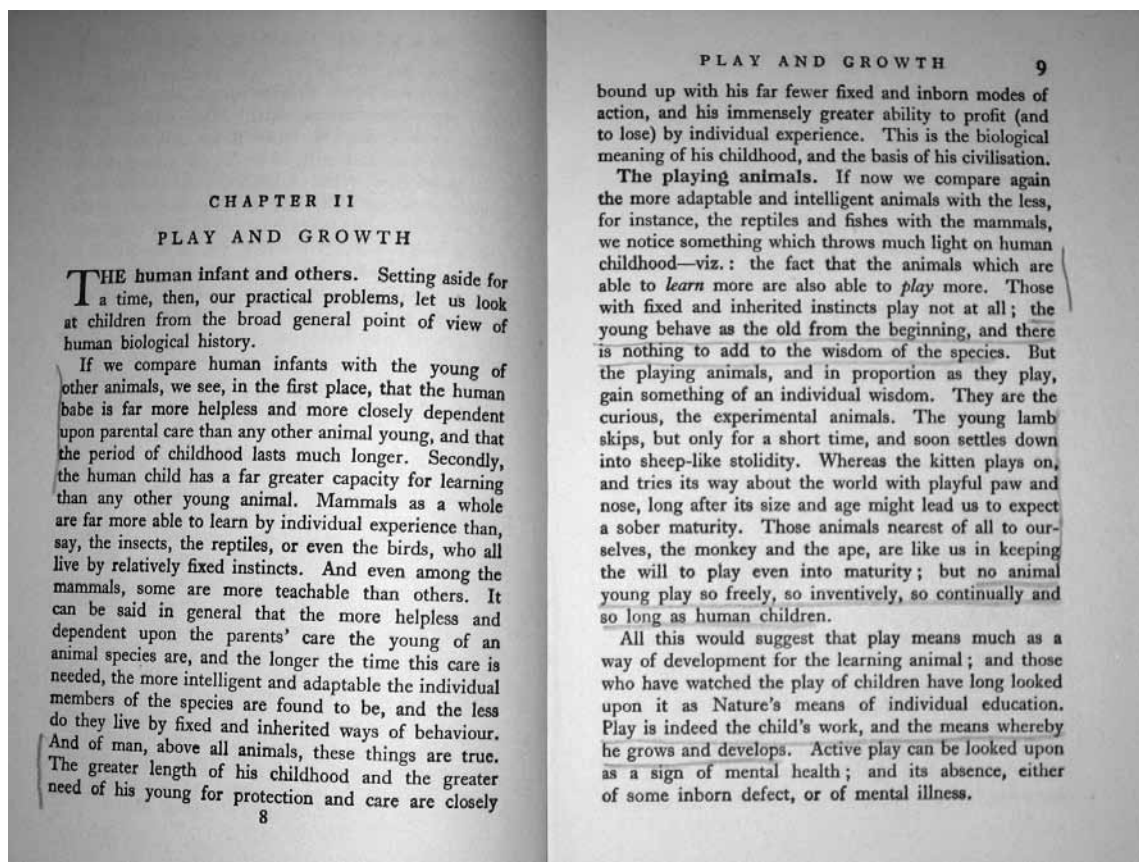 CHAPTER II
PLAY AND GROWTH
THE human infant and others. Setting aside for
a time, then, our practical problems, let us look
at children from the broad general point of view of
human biological history.
If we compare human infants with the young of
other animals, we see, in the first place, that the human
babe is far more helpless and more closely dependent
upon parental care than any other animal young, and that
the period of childhood lasts much longer. Secondly,
the human child has a far greater capacity for learning
than any other young animal. Mammals as a whole
are far more able to learn by individual experience than,
say, the insects, the reptiles, or even the birds, who all
live by relatively fixed instincts. And even among the
mammals, some are more teachable than others. It
can be said in general that the more helpless and
dependent upon the parents' care the young of an
animal species are, and the longer the time this care is
needed, the more intelligent and adaptable the individual
members of the species are found to be, and the less
do they live by fixed and inherited ways of behaviour.
And of man, above all animals, these things are true.
The greater length of his childhood and the greater
need of his young for protection and care are closely
8
PLAY AND GROWTH 9
bound up with his far fewer fixed and inborn modes of
action, and his immensely greater ability to profit (and
to lose) by individual experience. This is the biological
meaning of his childhood, and the basis of his civilisation.
The playing animals. If now we compare again
the more adaptable and intelligent animals with the less,
for instance, the reptiles and fishes with the mammals,
we notice something which throws much light on human
childhood—viz.: the fact that the animals which are
able to learn more are also able to play more. Those
with fixed and inherited instincts play not at all; the
young behave as the old from the beginning, and there
is nothing to add to the wisdom of the species. But
the playing animals, and in proportion as they play,
gain something of an individual wisdom. They are the
curious, the experimental animals. The young lamb
skips, but only for a short time, and soon settles down
into sheep-like stolidity. Whereas the kitten plays on,
and tries its way about the world with playful paw and
nose, long after its size and age might lead us to expect
a sober maturity. Those animals nearest of all to our-
selves, the monkey and the ape, are like us in keeping
the will to play even into maturity; but no animal
young play so freely, so inventively, so continually and
so long as human children.
All this would suggest that play means much as a
way of development for the learning animal; and those
who have watched the play of children have long looked
upon it as Nature's means of individual education.
Play is indeed the child's work, and the means whereby
he grows and develops. Active play can be looked upon
as a sign of mental health; and its absence, either
of some inborn defect, or of mental illness.